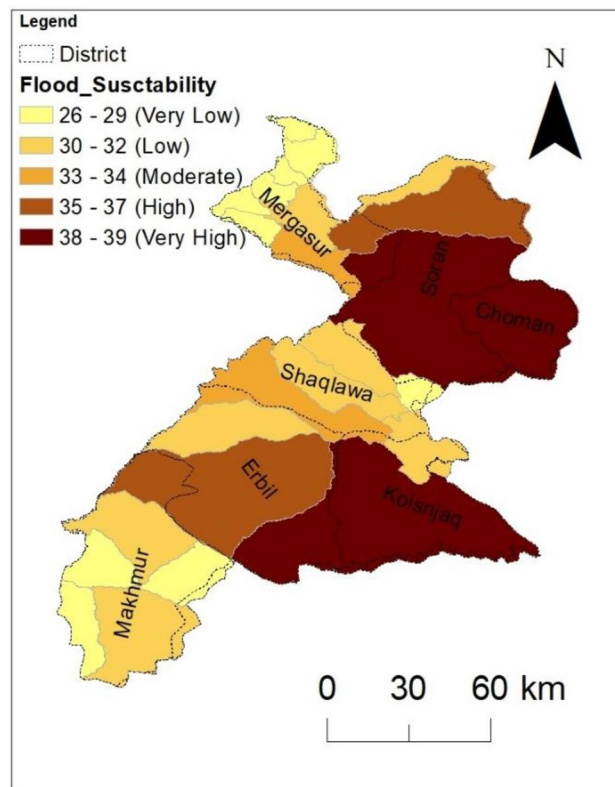 Legend
District
Flood_Susctability
26 - 29 (Very Low)
30 - 32 (Low)
33 - 34 (Moderate)
35 - 37 (High)
38 - 39 (Very High)
N
Mergasur
Soran
Choman
Shaqlawa
Erbil
Koisnjaq
Makhmur
0 30 60 km